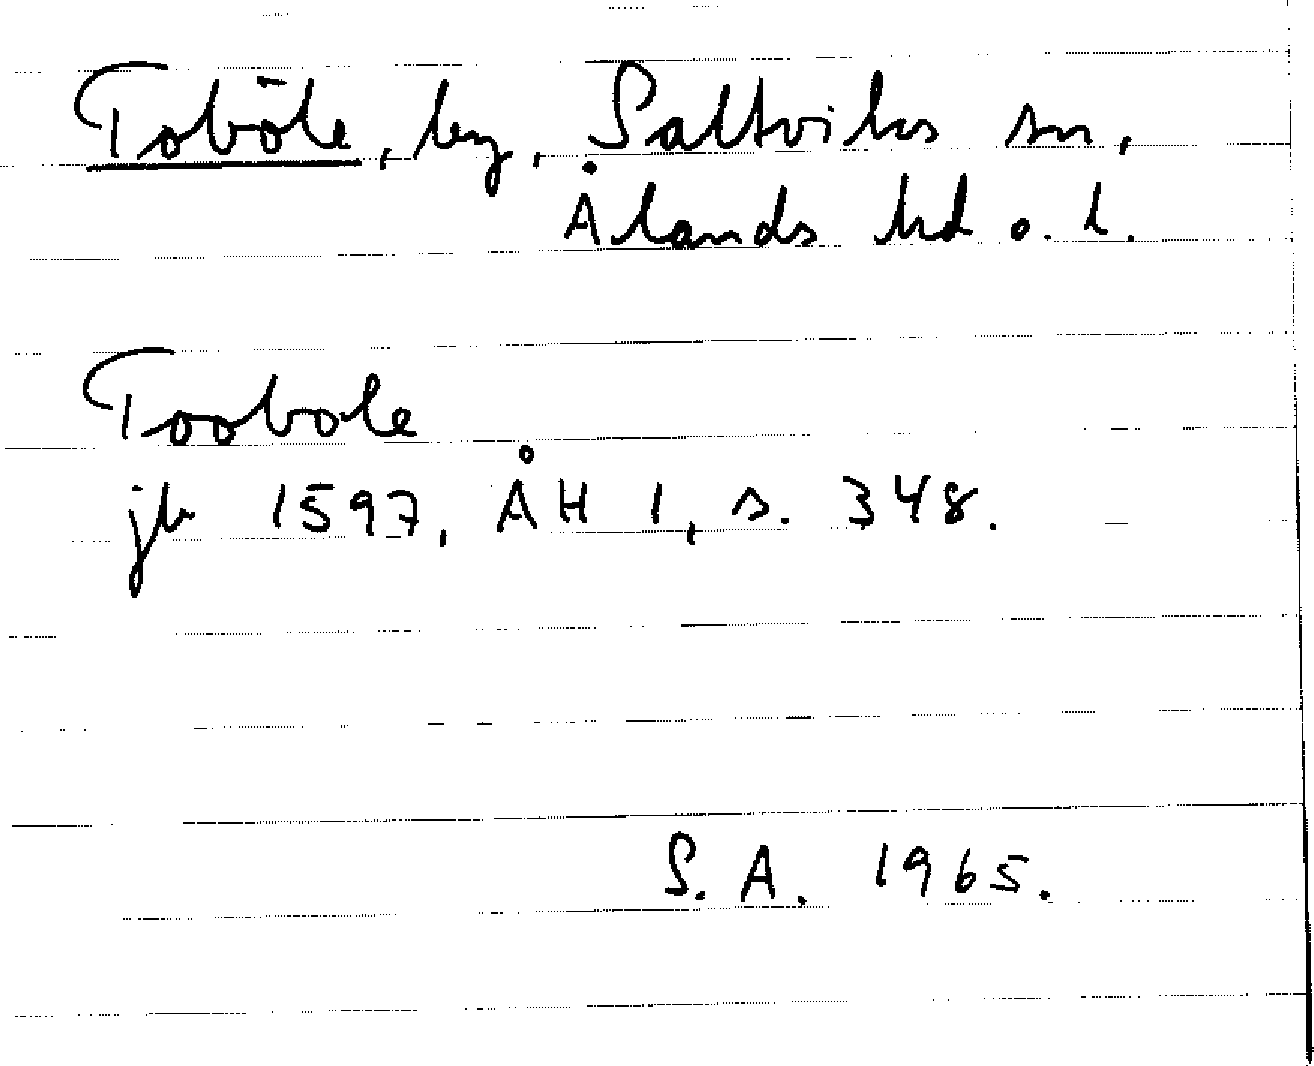 Toböle, by, Saltviks sn,
Ålands hd o. l.
Toobole
jb 1597, ÅH 1, s. 348.
S. A. 1965.